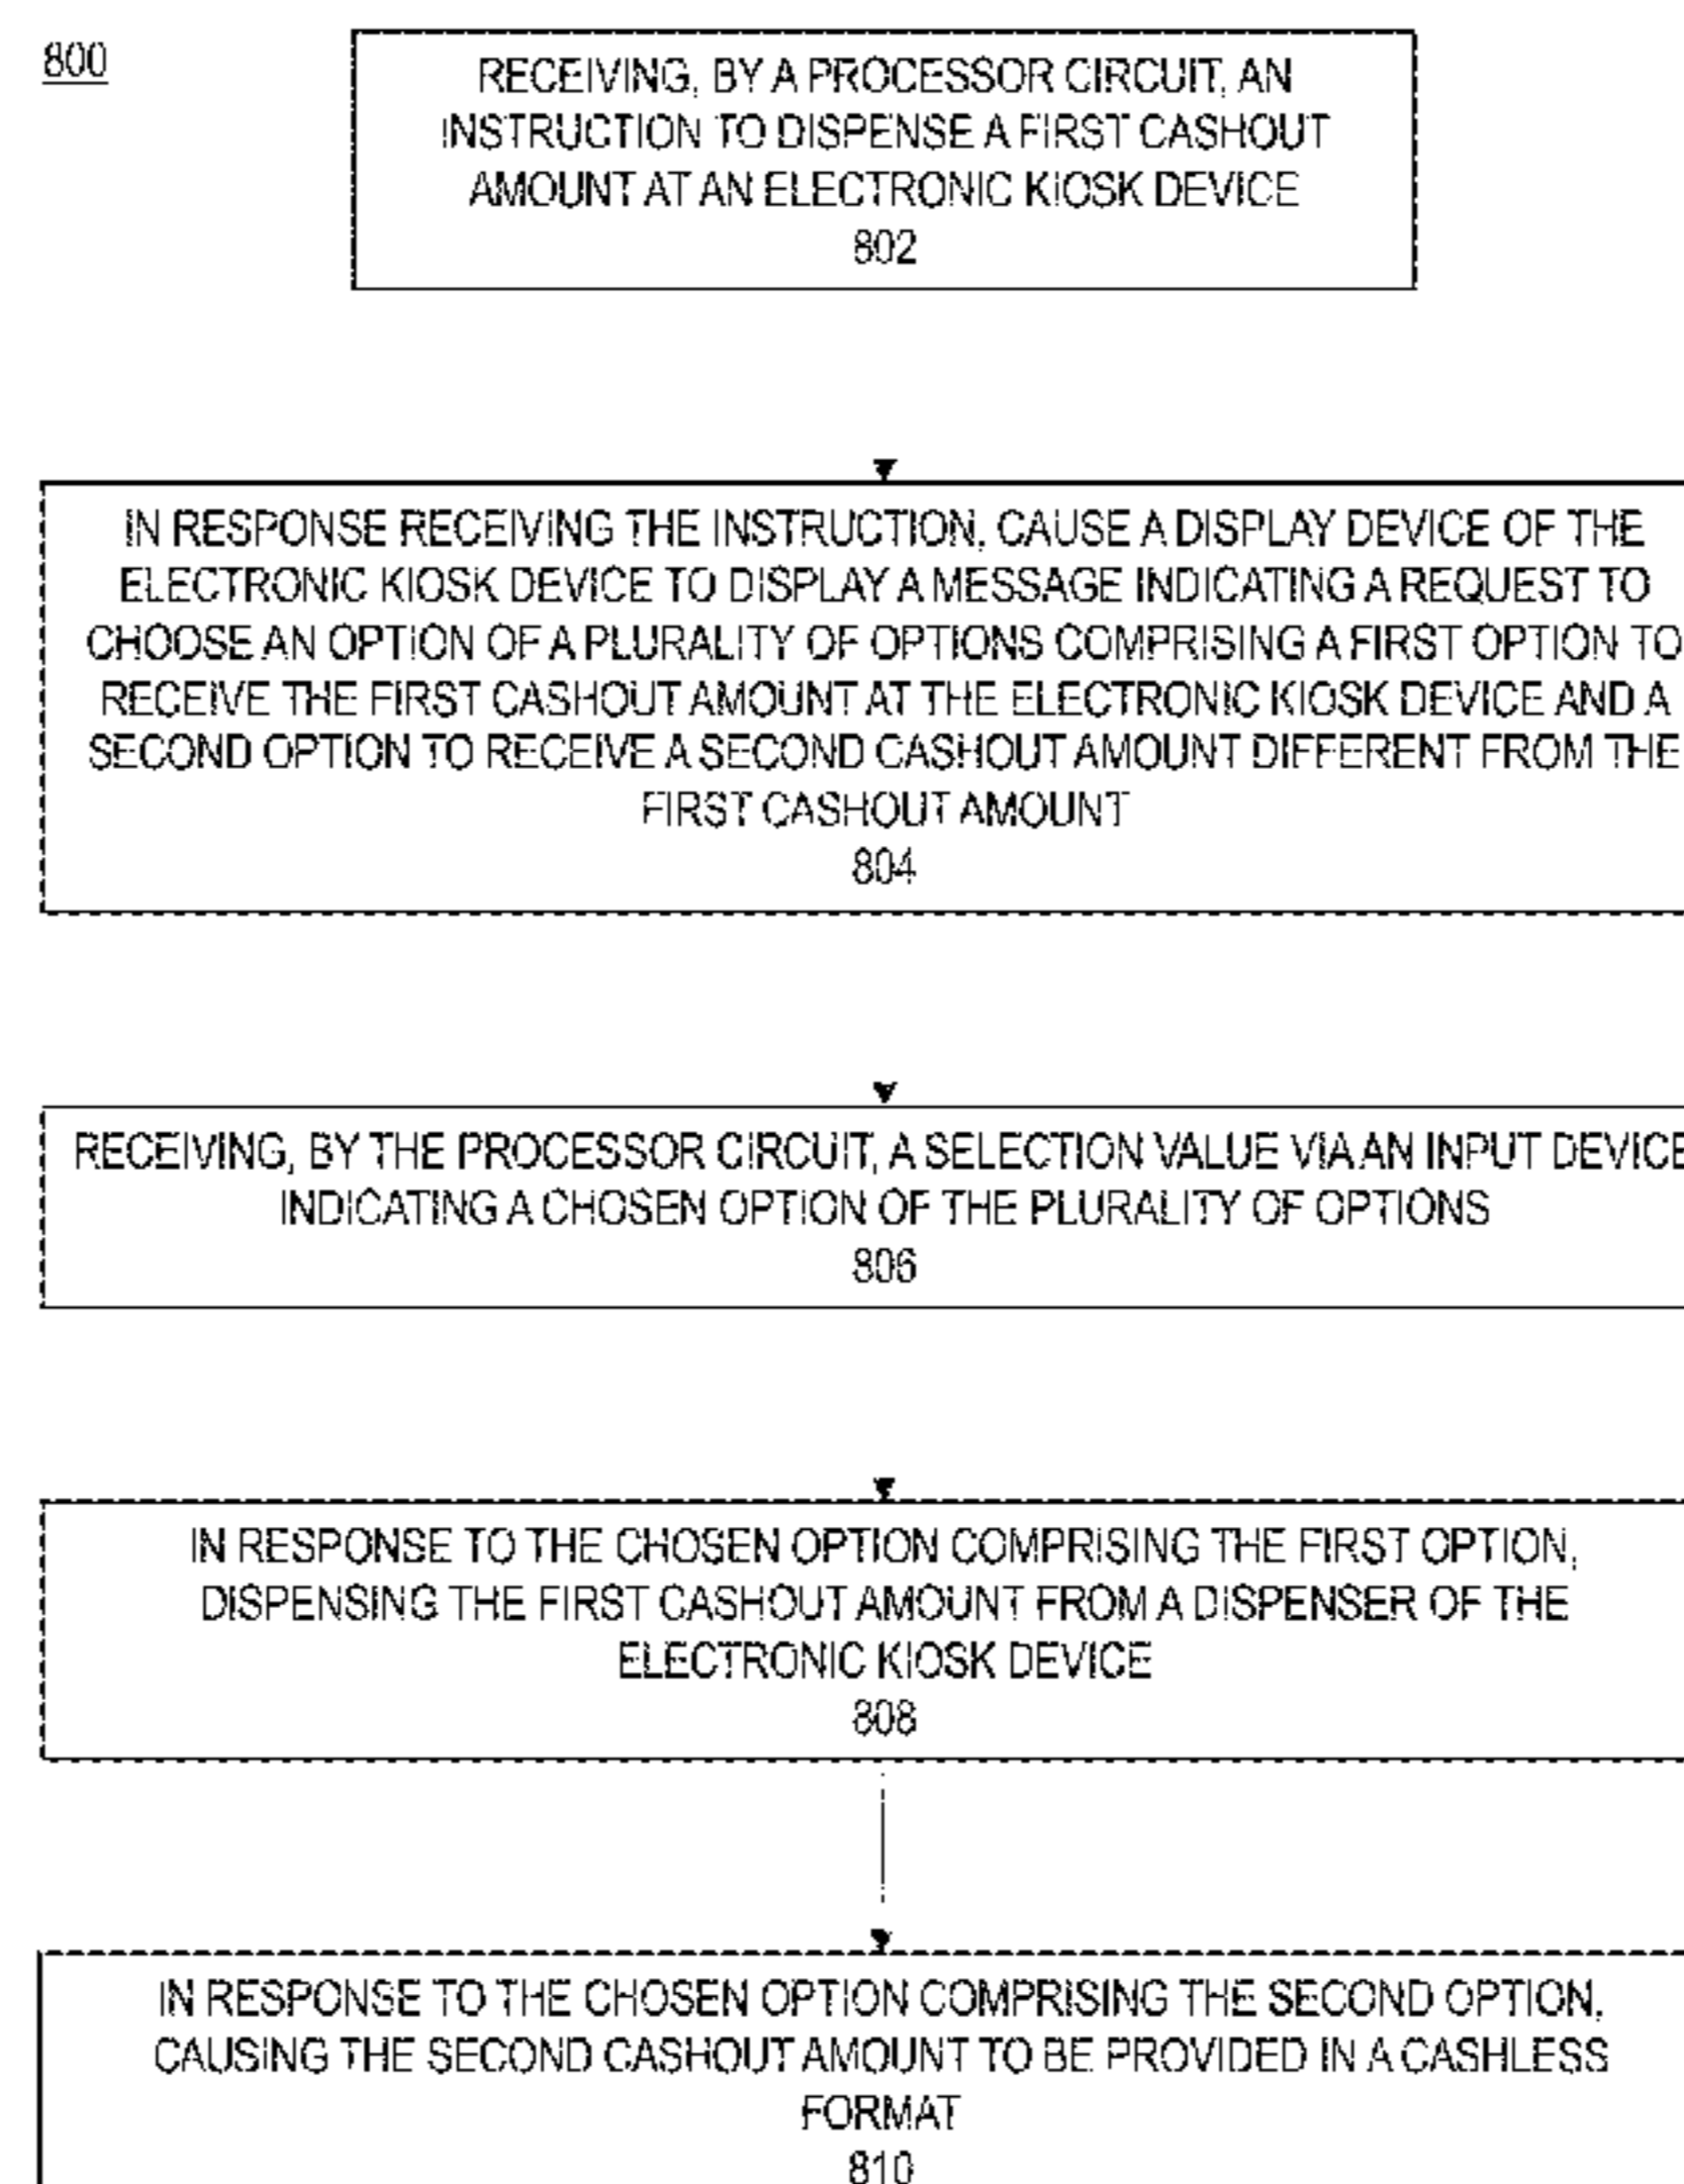 800
RECEIVING, BY A PROCESSOR CIRCUIT, AN
INSTRUCTION TO DISPENSE A FIRST CASHOUT
AMOUNT AT AN ELECTRONIC KIOSK DEVICE
802
IN RESPONSE RECEIVING THE INSTRUCTION, CAUSE A DISPLAY DEVICE OF THE
ELECTRONIC KIOSK DEVICE TO DISPLAY A MESSAGE INDICATING A REQUEST TO
CHOOSE AN OPTION OF A PLURALITY OF OPTIONS COMPRISING A FIRST OPTION TO
RECEIVE THE FIRST CASHOUT AMOUNT AT THE ELECTRONIC KIOSK DEVICE AND A
SECOND OPTION TO RECEIVE A SECOND CASHOUT AMOUNT DIFFERENT FROM THE
FIRST CASHOUT AMOUNT
804
RECEIVING, BY THE PROCESSOR CIRCUIT, A SELECTION VALUE VIA AN INPUT DEVICE
INDICATING A CHOSEN OPTION OF THE PLURALITY OF OPTIONS
806
IN RESPONSE TO THE CHOSEN OPTION COMPRISING THE FIRST OPTION,
DISPENSING THE FIRST CASHOUT AMOUNT FROM A DISPENSER OF THE
ELECTRONIC KIOSK DEVICE
808
IN RESPONSE TO THE CHOSEN OPTION COMPRISING THE SECOND OPTION,
CAUSING THE SECOND CASHOUT AMOUNT TO BE PROVIDED IN A CASHLESS
FORMAT
810